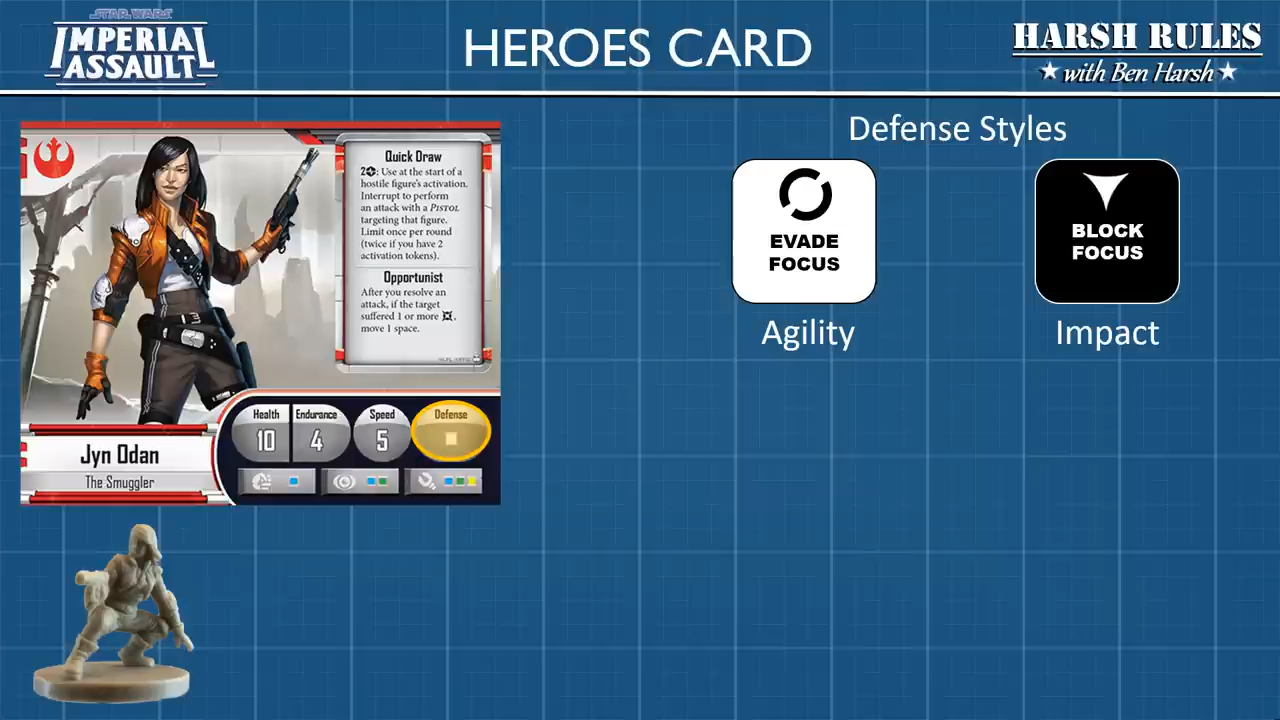 STAR WARS
IMPERIAL
ASSAULT
HEROES CARD
HARSH RULES
with Ben Harsh
Defense Styles
EVADE
FOCUS
Agility
BLOCK
FOCUS
Impact
Quick Draw
2 : Use at the start of a
hostile figure's activation.
Interrupt to perform
an attack with a PISTOL
targeting that figure.
Limit once per round
(twice if you have 2
activation tokens).
Opportunist
After you resolve an
attack, if the target
suffered 1 or more ,
move 1 space.
Health
Endurance
Speed
Defense
10
4
5
Jyn Odan
The Smuggler